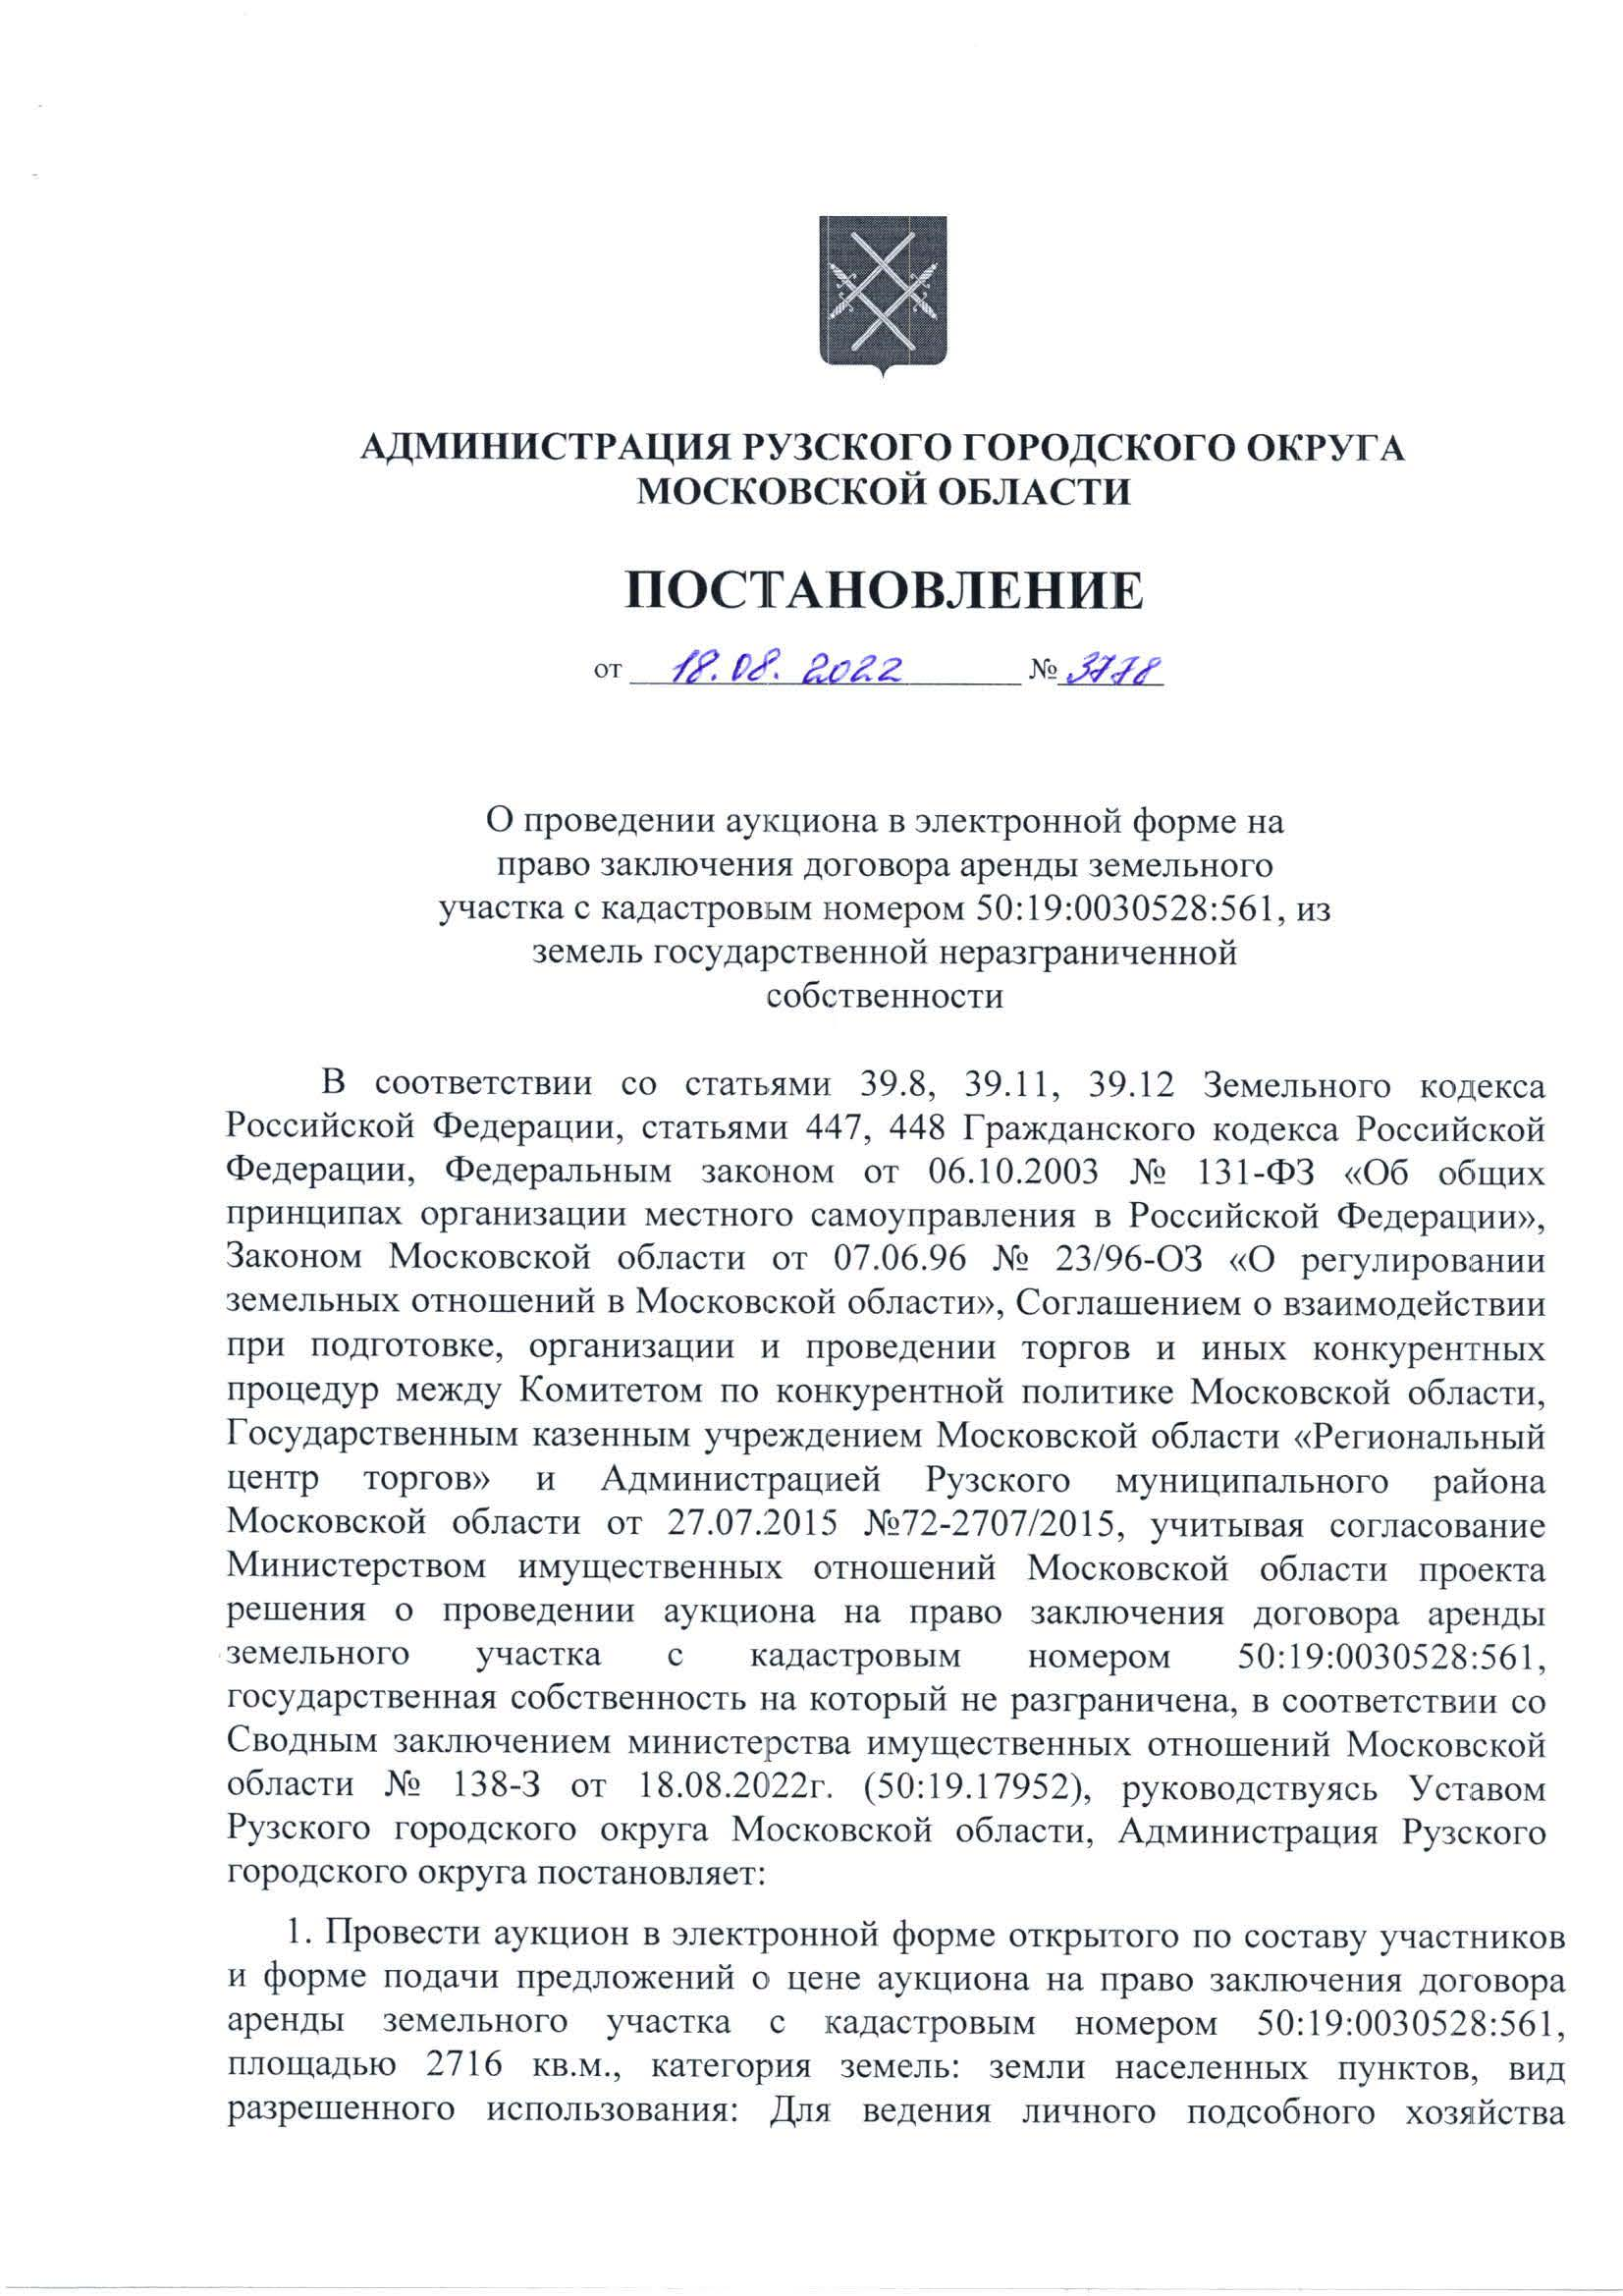 АДМИНИСТРАЦИЯ РУЗСКОГО ГОРОДСКОГО ОКРУГА
МОСКОВСКОЙ ОБЛАСТИ
ПОСТАНОВЛЕНИЕ
от 18.08.2022 № 3778
О проведении аукциона в электронной форме на
право заключения договора аренды земельного
участка с кадастровым номером 50:19:0030528:561, из
земель государственной неразграниченной
собственности
В соответствии со статьями 39.8, 39.11, 39.12 Земельного кодекса
Российской Федерации, статьями 447, 448 Гражданского кодекса Российской
Федерации, Федеральным законом от 06.10.2003 № 131-ФЗ «Об общих
принципах организации местного самоуправления в Российской Федерации»,
Законом Московской области от 07.06.96 № 23/96-ОЗ «О регулировании
земельных отношений в Московской области», Соглашением о взаимодействии
при подготовке, организации и проведении торгов и иных конкурентных
процедур между Комитетом по конкурентной политике Московской области,
Государственным казенным учреждением Московской области «Региональный
центр торгов» и Администрацией Рузского муниципального района
Московской области от 27.07.2015 №72-2707/2015, учитывая согласование
Министерством имущественных отношений Московской области проекта
решения о проведении аукциона на право заключения договора аренды
земельного участка с кадастровым номером 50:19:0030528:561,
государственная собственность на который не разграничена, в соответствии со
Сводным заключением министерства имущественных отношений Московской
области № 138-З от 18.08.2022г. (50:19.17952), руководствуясь Уставом
Рузского городского округа Московской области, Администрация Рузского
городского округа постановляет:
1. Провести аукцион в электронной форме открытого по составу участников
и форме подачи предложений о цене аукциона на право заключения договора
аренды земельного участка с кадастровым номером 50:19:0030528:561,
площадью 2716 кв.м., категория земель: земли населенных пунктов, вид
разрешенного использования: Для ведения личного подсобного хозяйства